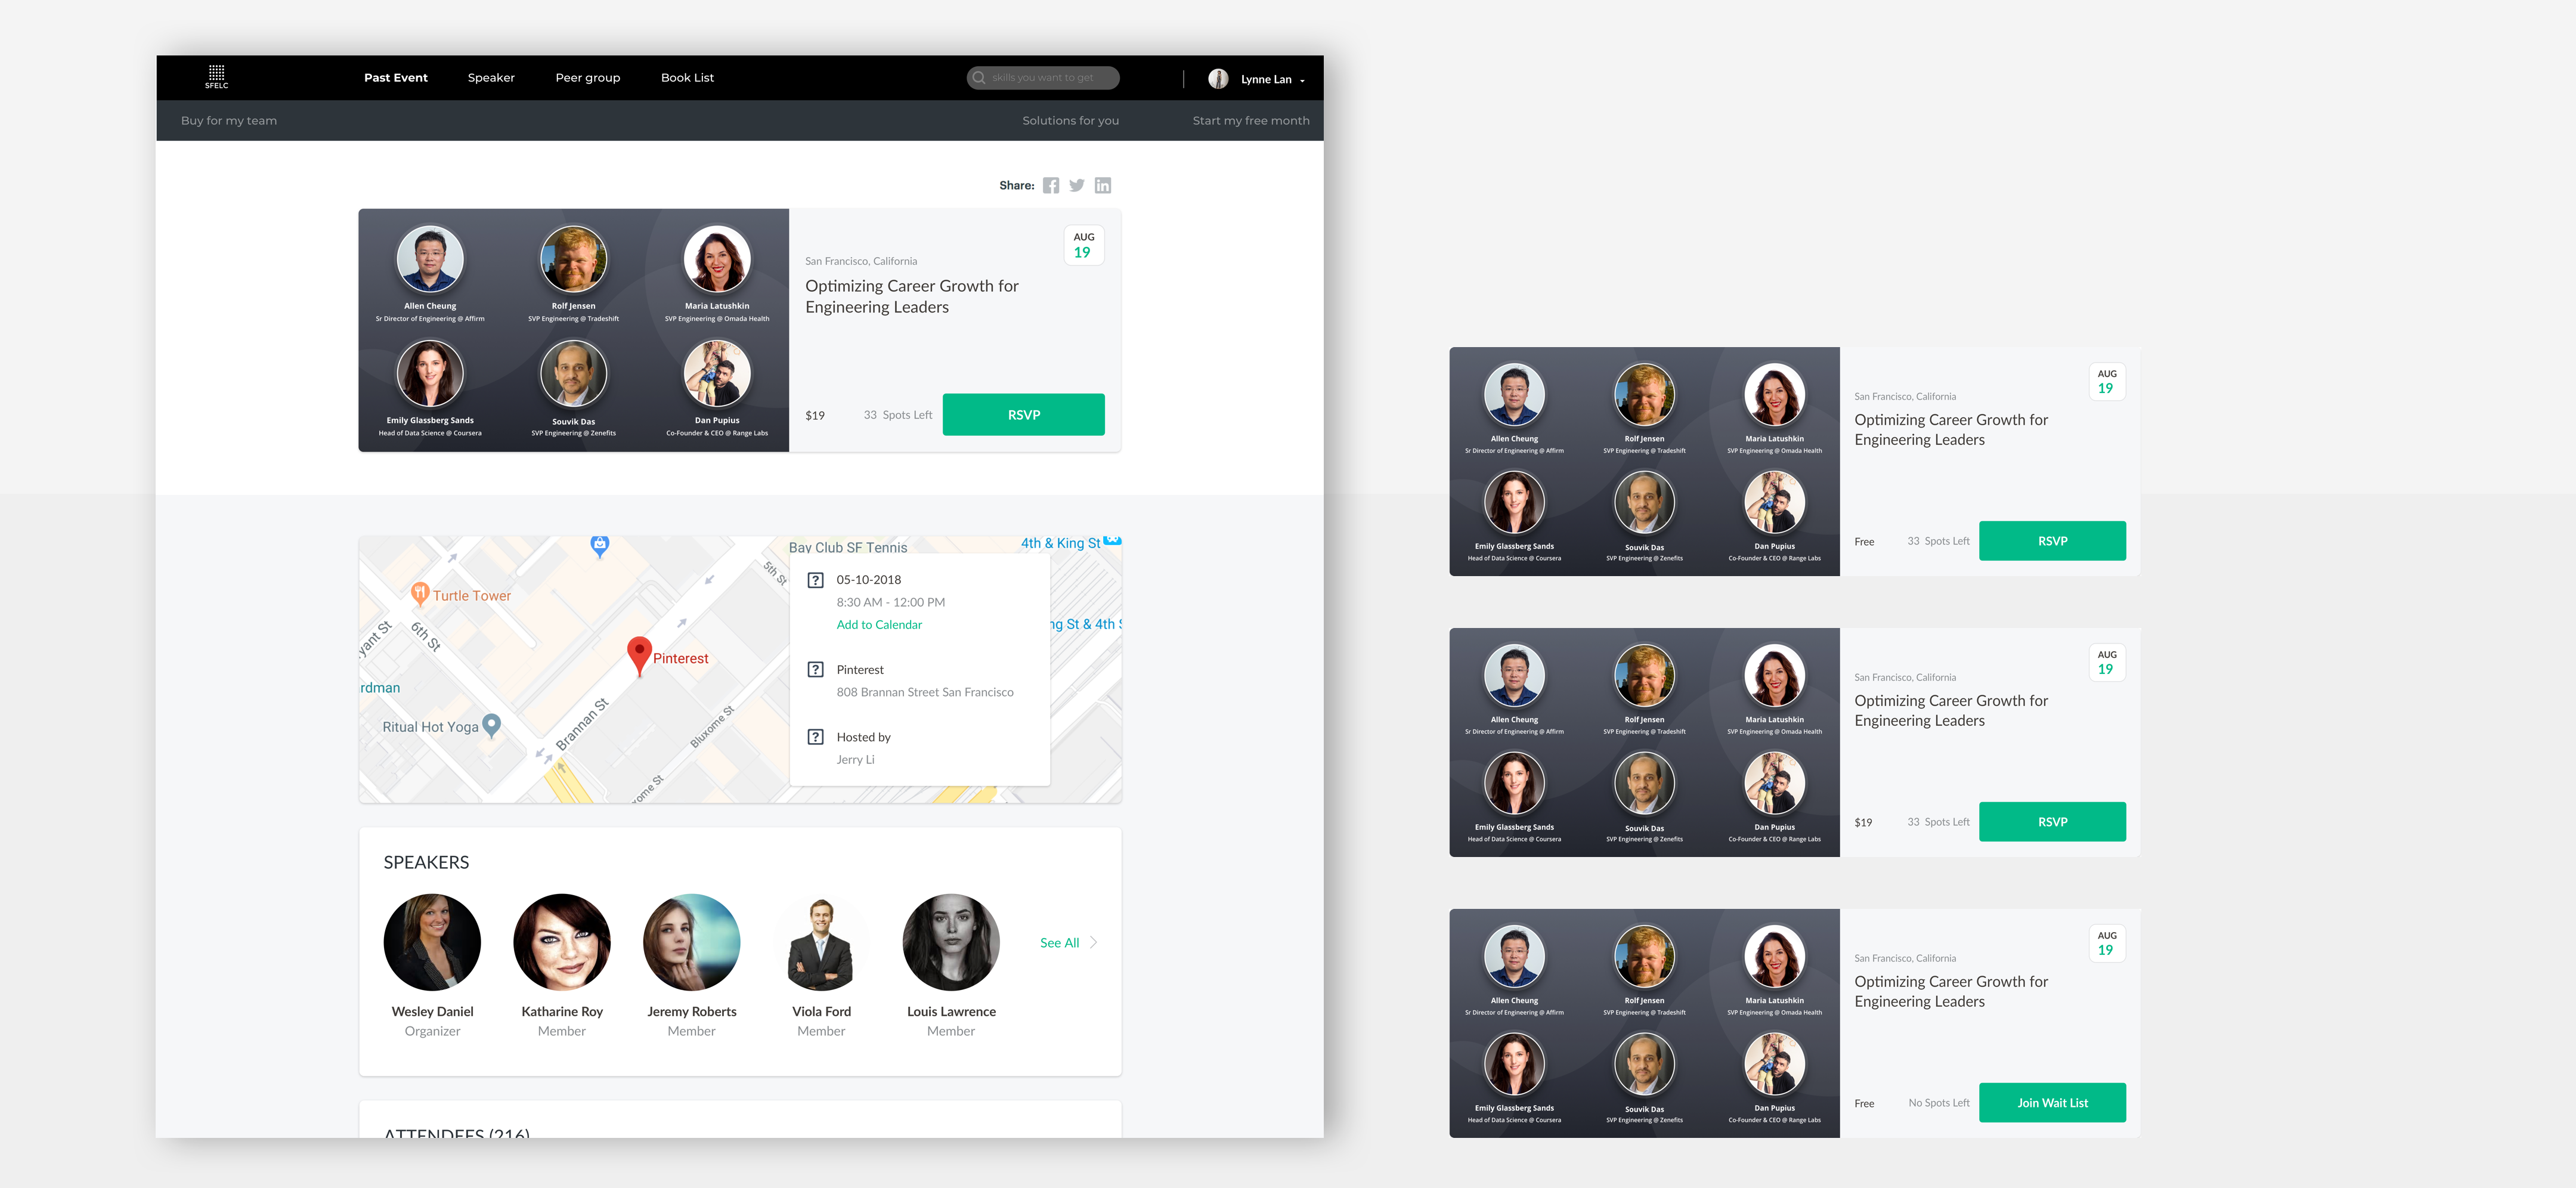 SFELC
Past Event
Speaker
Peer group
Book List
skills you want to get
Lynne Lan
Buy for my team
Solutions for you
Start my free month
Share:
Allen Cheung
Sr Director of Engineering @ Affirm
Rolf Jensen
SVP Engineering @ Tradeshift
Maria Latushkin
SVP Engineering @ Omada Health
Emily Glassberg Sands
Head of Data Science @ Coursera
Souvik Das
SVP Engineering @ Zenefits
Dan Pupius
Co-Founder & CEO @ Range Labs
AUG
19
San Francisco, California
Optimizing Career Growth for
Engineering Leaders
$19
33 Spots Left
RSVP
Bay Club SF Tennis
4th & King St
5th St
Turtle Tower
6th St
yant St
Pinterest
rdman
Ritual Hot Yoga
Brannan St
Bluxome St
xome St
ng St & 4th S
05-10-2018
8:30 AM - 12:00 PM
Add to Calendar
Pinterest
808 Brannan Street San Francisco
Hosted by
Jerry Li
SPEAKERS
Wesley Daniel
Organizer
Katharine Roy
Member
Jeremy Roberts
Member
Viola Ford
Member
Louis Lawrence
Member
See All
ATTENDEES (216)
Allen Cheung
Sr Director of Engineering @ Affirm
Rolf Jensen
SVP Engineering @ Tradeshift
Maria Latushkin
SVP Engineering @ Omada Health
Emily Glassberg Sands
Head of Data Science @ Coursera
Souvik Das
SVP Engineering @ Zenefits
Dan Pupius
Co-Founder & CEO @ Range Labs
AUG
19
San Francisco, California
Optimizing Career Growth for
Engineering Leaders
Free
33 Spots Left
RSVP
Allen Cheung
Sr Director of Engineering @ Affirm
Rolf Jensen
SVP Engineering @ Tradeshift
Maria Latushkin
SVP Engineering @ Omada Health
Emily Glassberg Sands
Head of Data Science @ Coursera
Souvik Das
SVP Engineering @ Zenefits
Dan Pupius
Co-Founder & CEO @ Range Labs
AUG
19
San Francisco, California
Optimizing Career Growth for
Engineering Leaders
$19
33 Spots Left
RSVP
Allen Cheung
Sr Director of Engineering @ Affirm
Rolf Jensen
SVP Engineering @ Tradeshift
Maria Latushkin
SVP Engineering @ Omada Health
Emily Glassberg Sands
Head of Data Science @ Coursera
Souvik Das
SVP Engineering @ Zenefits
Dan Pupius
Co-Founder & CEO @ Range Labs
AUG
19
San Francisco, California
Optimizing Career Growth for
Engineering Leaders
Free
No Spots Left
Join Wait List